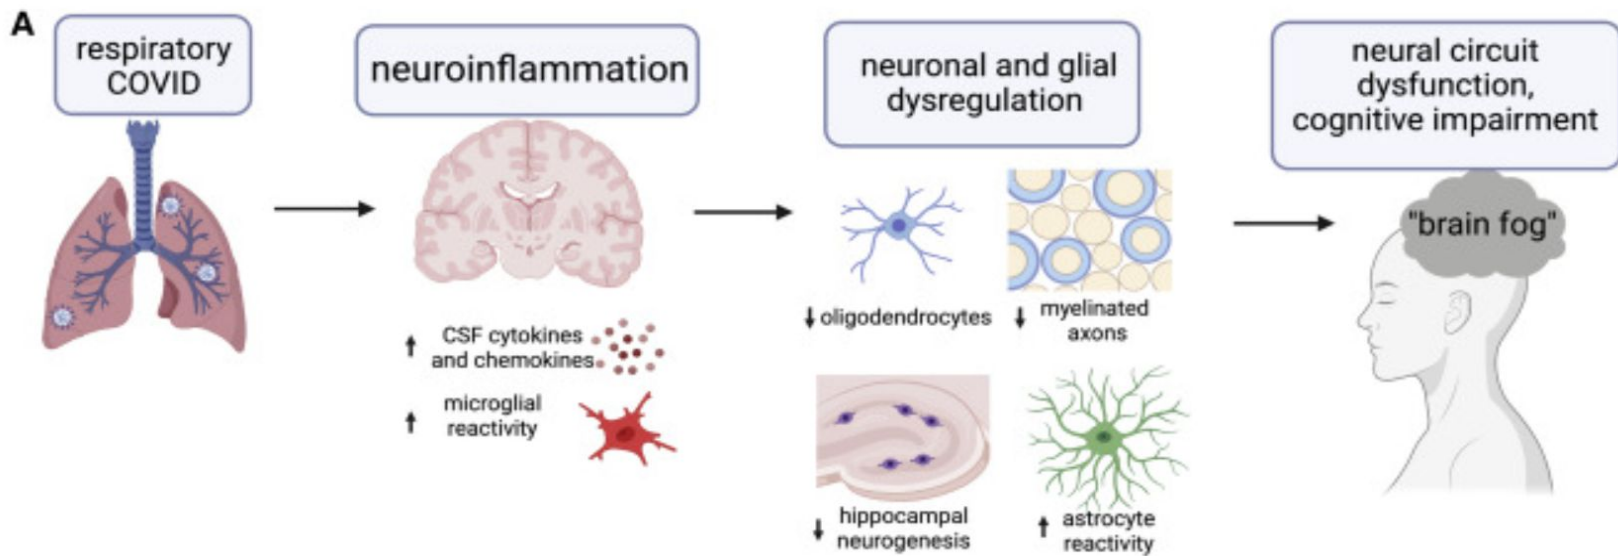 A
respiratory
COVID
neuroinflammation
↑ CSF cytokines
and chemokines
↑ microglial
reactivity
neuronal and glial
dysregulation
↓ oligodendrocytes
↓ myelinated
axons
↓ hippocampal
neurogenesis
↑ astrocyte
reactivity
neural circuit
dysfunction,
cognitive impairment
"brain fog"